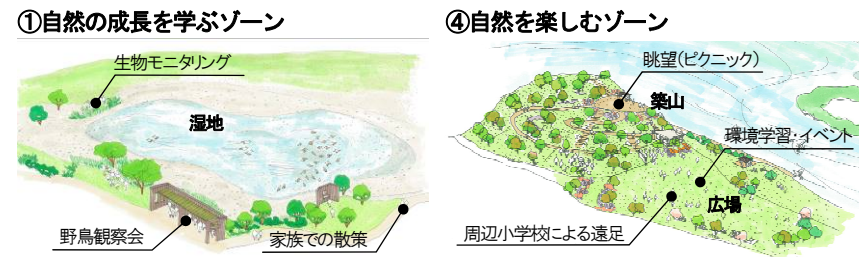 ①自然の成長を学ぶゾーン
生物モニタリング
湿地
野鳥観察会
家族での散策
④自然を楽しむゾーン
眺望(ピクニック)
築山
環境学習・イベント
広場
周辺小学校による遠足